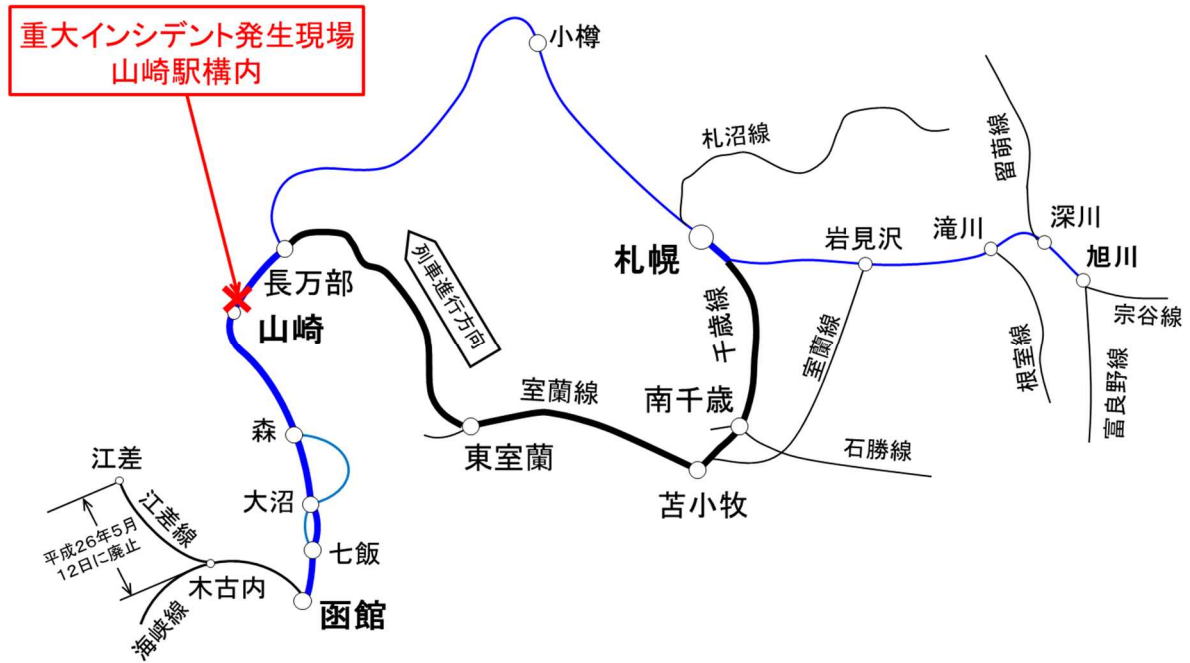 重大インシデント発生現場
山崎駅構内
小樽
札沼線
留萌線
札幌
岩見沢
滝川
深川
旭川
宗谷線
長万部
山崎
列車進行方向
千歳線
室蘭線
根室線
富良野線
室蘭線
南千歳
石勝線
森
東室蘭
苫小牧
江差
江差線
大沼
平成26年5月
12日に廃止
七飯
木古内
函館
海峡線